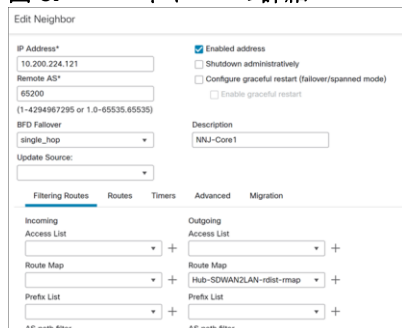 Edit Neighbor
IP Address*
Enabled address
10.200.224.121
Shutdown administratively
Remote AS*
Configure graceful restart (failover/spanned mode)
65200
Enable graceful restart
(1-4294967295 or 1.0-65535.65535)
BFD Fallover
Description
single_hop
NNJ-Core1
Update Source:
Filtering Routes
Routes
Timers
Advanced
Migration
Incoming
Outgoing
Access List
Access List
Route Map
Route Map
Hub-SDWAN2LAN-rdist-rmap
Prefix List
Prefix List